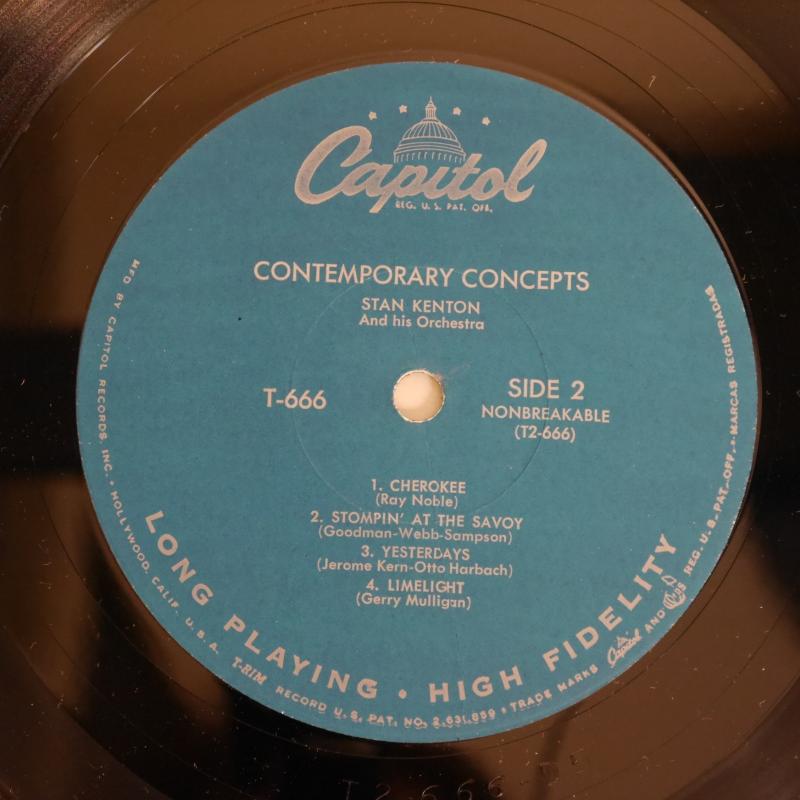 Capitol
REG. U. S. PAT. OFF.
CONTEMPORARY CONCEPTS
STAN KENTON
And his Orchestra
T-666
SIDE 2
NONBREAKABLE
(T2-666)
1. CHEROKEE
(Ray Noble)
2. STOMPIN' AT THE SAVOY
(Goodman-Webb-Sampson)
3. YESTERDAYS
(Jerome Kern-Otto Harbach)
4. LIMELIGHT
(Gerry Mulligan)
LONG PLAYING • HIGH FIDELITY
MFD BY CAPITOL RECORDS, INC. • HOLLYWOOD, CALIF. U. S. A. T-RIM RECORD U. S. PAT. NO. 2,631,859 • TRADE MARKS Capitol AND REG. U. S. PAT. OFF. • MARCAS REGISTRADAS
T2-666